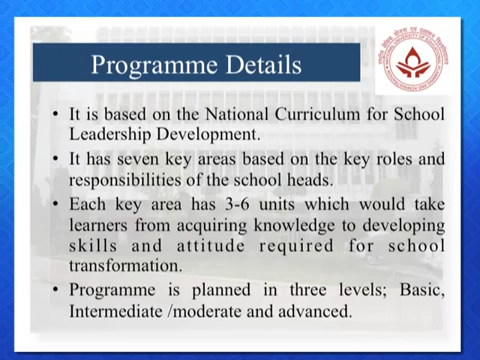 Programme Details
• It is based on the National Curriculum for School
Leadership Development.
• It has seven key areas based on the key roles and
responsibilities of the school heads.
• Each key area has 3-6 units which would take
learners from acquiring knowledge to developing
skills and attitude required for school
transformation.
• Programme is planned in three levels; Basic,
Intermediate /moderate and advanced.